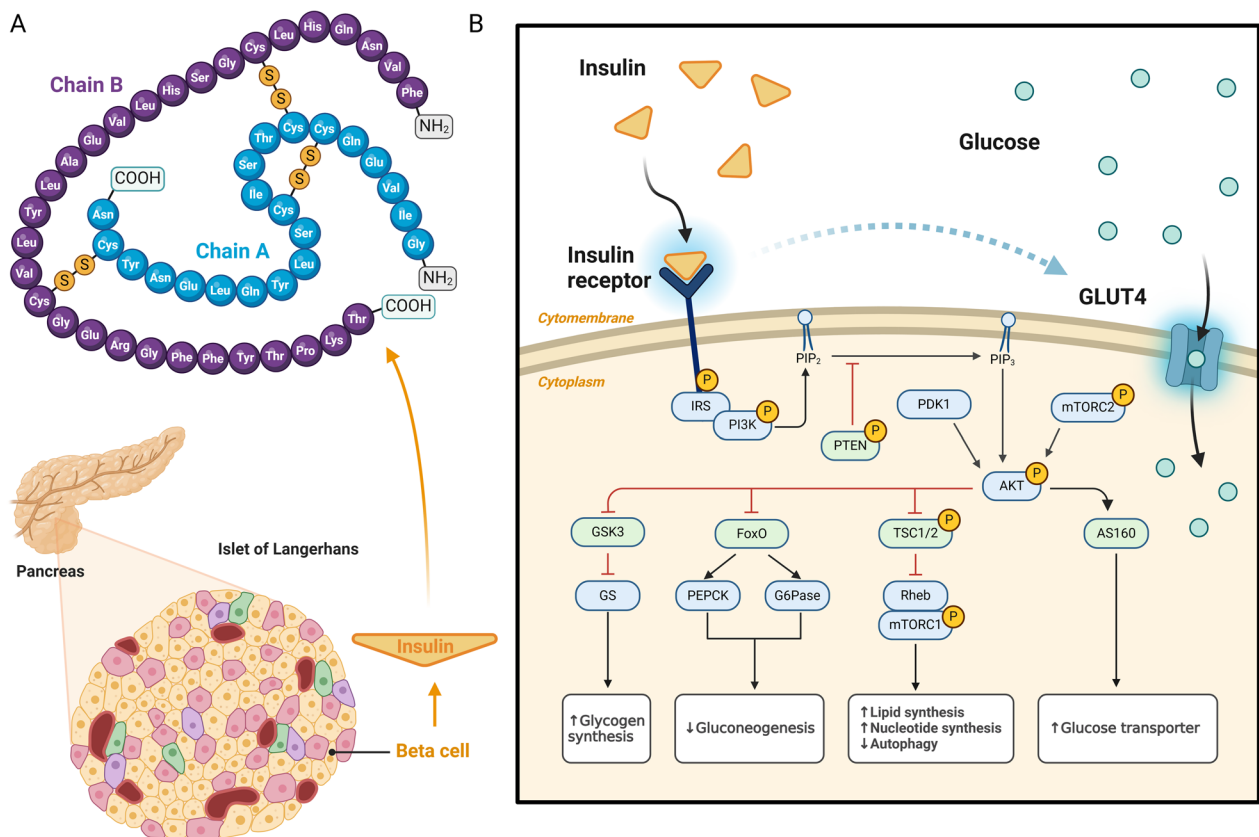 A
Chain B
Phe
Val
Asn
Gln
His
Leu
Cys
Gly
Ser
His
Leu
Val
Glu
Ala
Leu
Tyr
Leu
Val
Cys
Gly
Glu
Arg
Gly
Phe
Phe
Tyr
Thr
Pro
Lys
Thr
COOH
NH2
S
S
Chain A
NH2
Gly
Ile
Val
Glu
Gln
Cys
Cys
Thr
Ser
Ile
Cys
Ser
Leu
Tyr
Gln
Leu
Glu
Asn
Tyr
Cys
Asn
COOH
S
S
S
S
Pancreas
Islet of Langerhans
Insulin
Beta cell
B
Insulin
Glucose
Insulin
receptor
GLUT4
Cytomembrane
Cytoplasm
PIP2
PIP3
P
IRS
PI3K
P
PTEN
P
PDK1
mTORC2
P
AKT
P
GSK3
FoxO
TSC1/2
P
AS160
GS
PEPCK
G6Pase
Rheb
mTORC1
P
↑Glycogen
synthesis
↓Gluconeogenesis
↑Lipid synthesis
↑Nucleotide synthesis
↓Autophagy
↑Glucose transporter